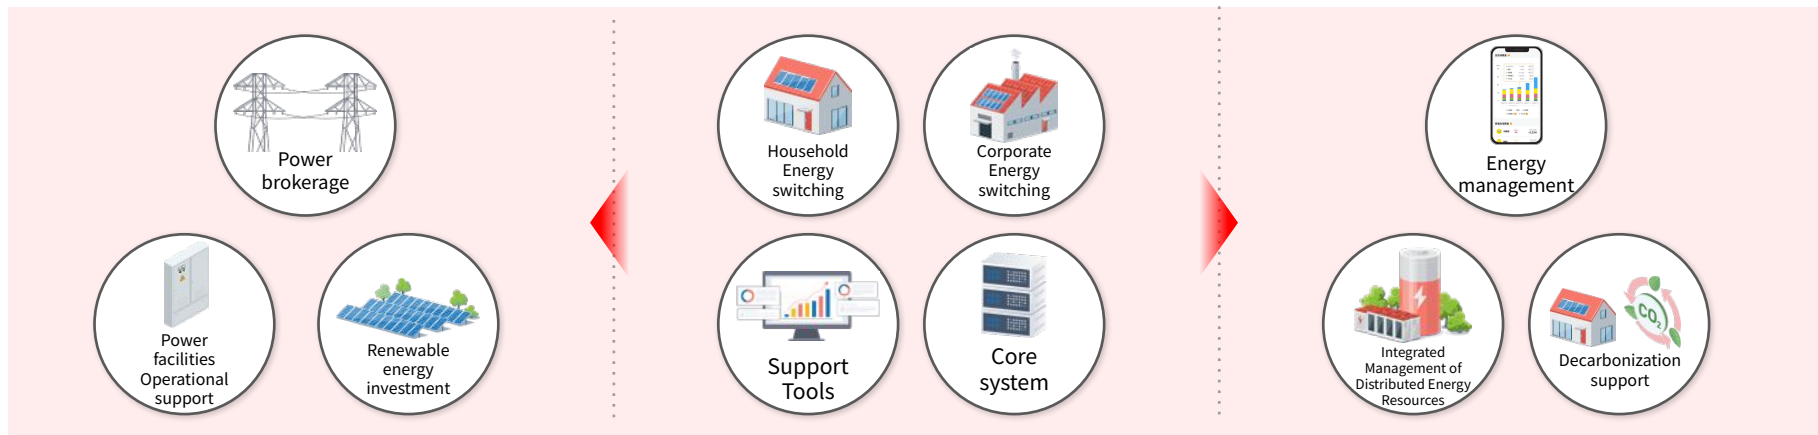 Power
brokerage
Power
facilities
Operational
support
Renewable
energy
investment
Household
Energy
switching
Corporate
Energy
switching
Support
Tools
Core
system
Energy
management
Integrated
Management of
Distributed Energy
Resources
CO₂
Decarbonization
support